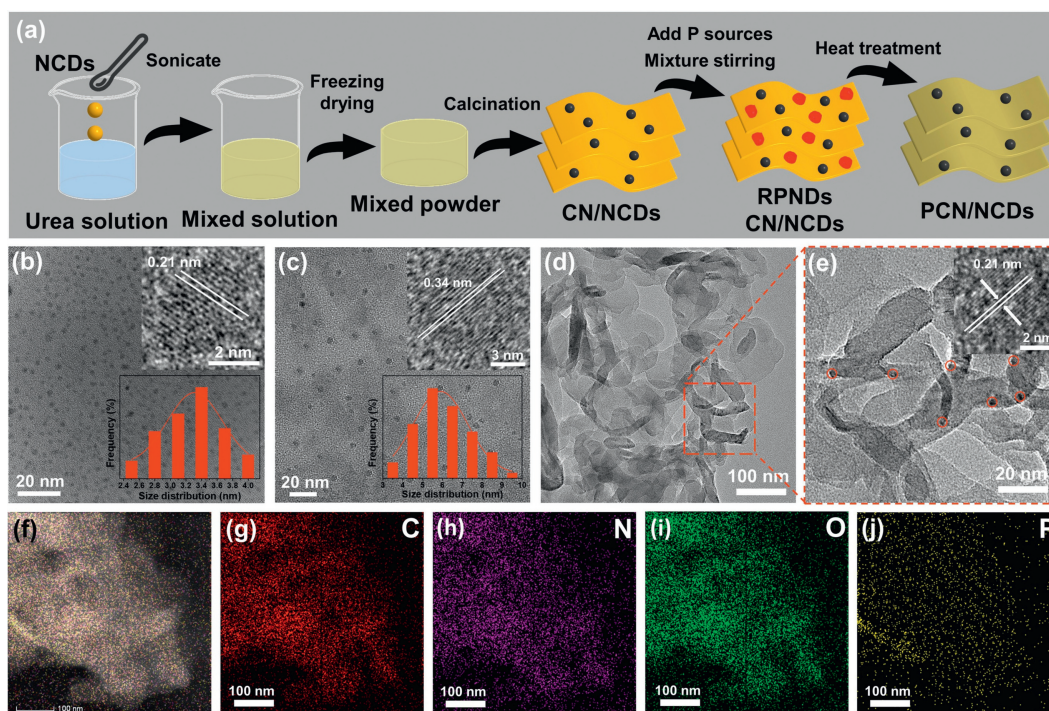 (a)
NCDs
Sonicate
Freezing
drying
Calcination
Add P sources
Mixture stirring
Heat treatment
Urea solution
Mixed solution
Mixed powder
CN/NCDs
RPNDs
CN/NCDs
PCN/NCDs
(b)
0.21 nm
2 nm
Frequency (%)
2.4 2.6 2.8 3.0 3.2 3.4 3.6 3.8 4.0
Size distribution (nm)
20 nm
(c)
0.34 nm
3 nm
Frequency (%)
3 4 5 6 7 8 9 10
Size distribution (nm)
20 nm
(d)
100 nm
(e)
0.21 nm
2 nm
20 nm
(f)
100 nm
(g)
C
100 nm
(h)
N
100 nm
(i)
O
100 nm
(j)
P
100 nm